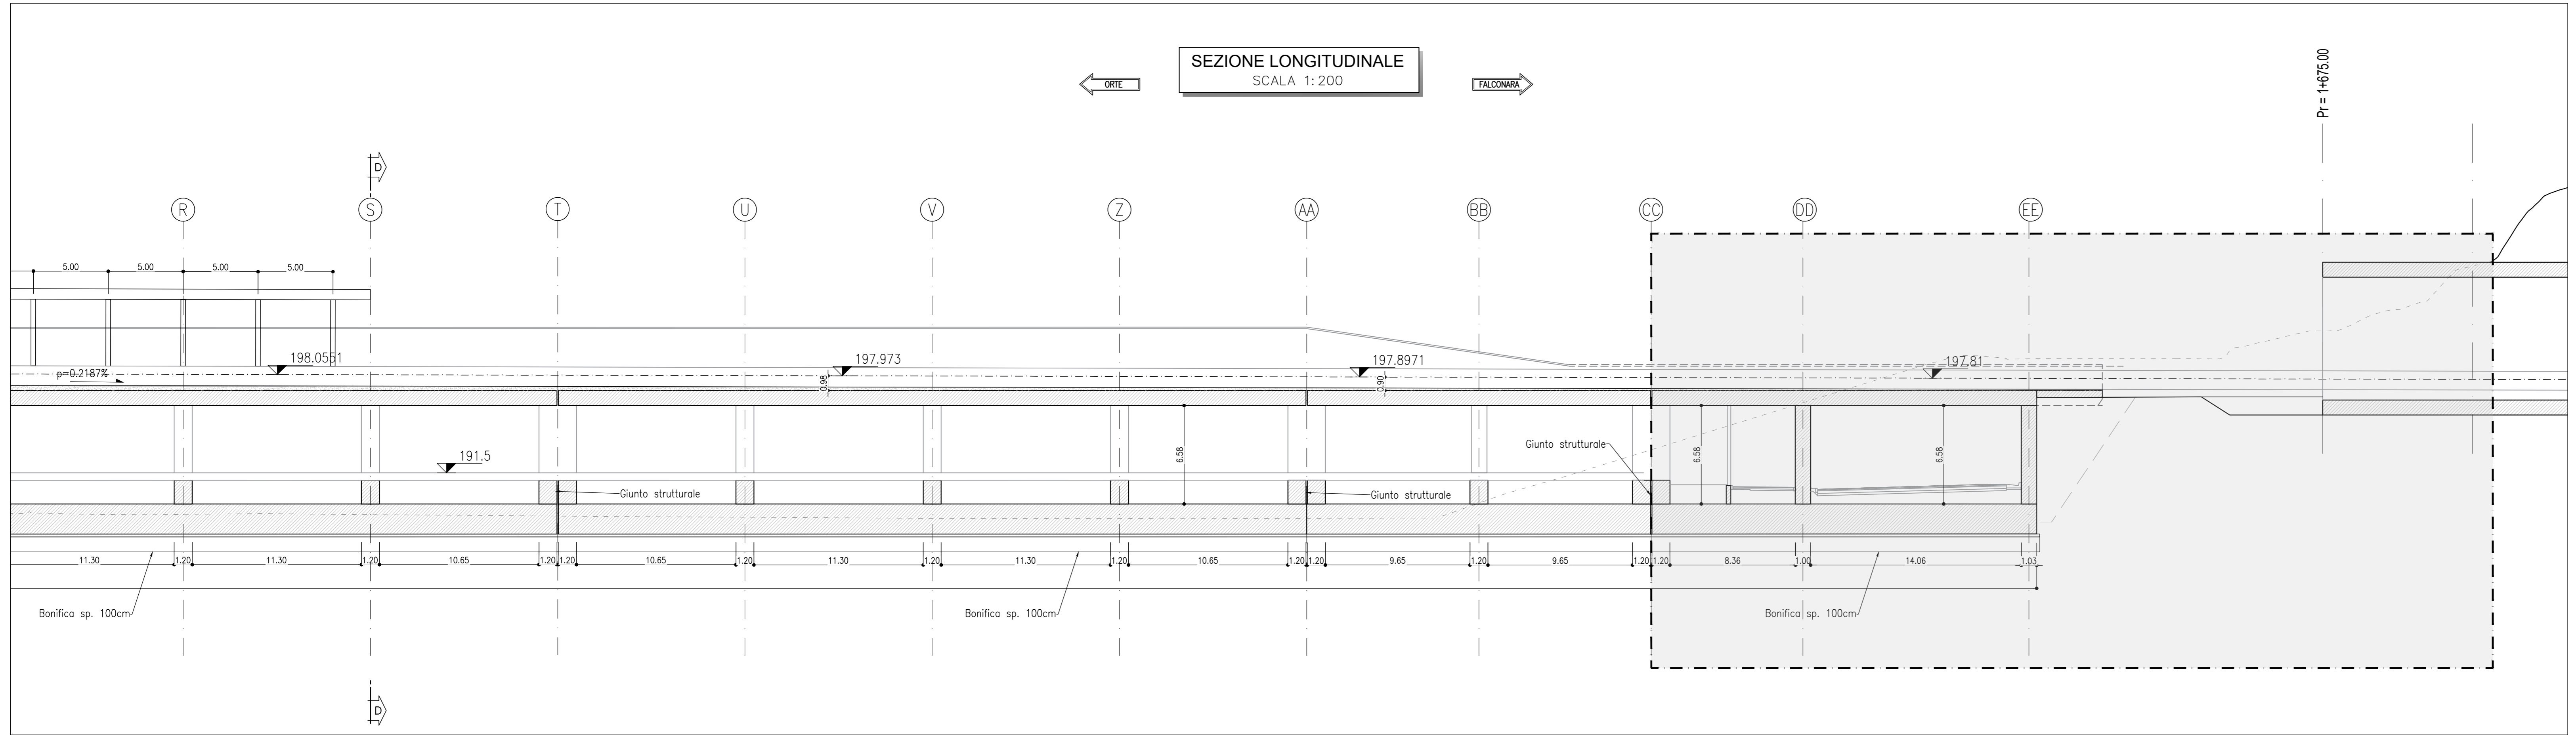 SEZIONE LONGITUDINALE
SCALA 1:200
ORTE
FALCONARA
Pr = 1+675.00
D
R S T U V Z AA BB CC DD EE
5.00 5.00 5.00 5.00
198.0551 197.973 197.8971 197.81
p=0.2187%
0.98 0.90
191.5
6.58 6.58 6.58
Giunto strutturale
Giunto strutturale
Giunto strutturale
11.30 1.20 11.30 1.20 10.65 1.20 1.20 10.65 1.20 11.30 1.20 11.30 1.20 10.65 1.20 1.20 9.65 1.20 9.65 1.20 1.20 8.36 1.00 14.06 1.03
Bonifica sp. 100cm
Bonifica sp. 100cm
Bonifica sp. 100cm
D